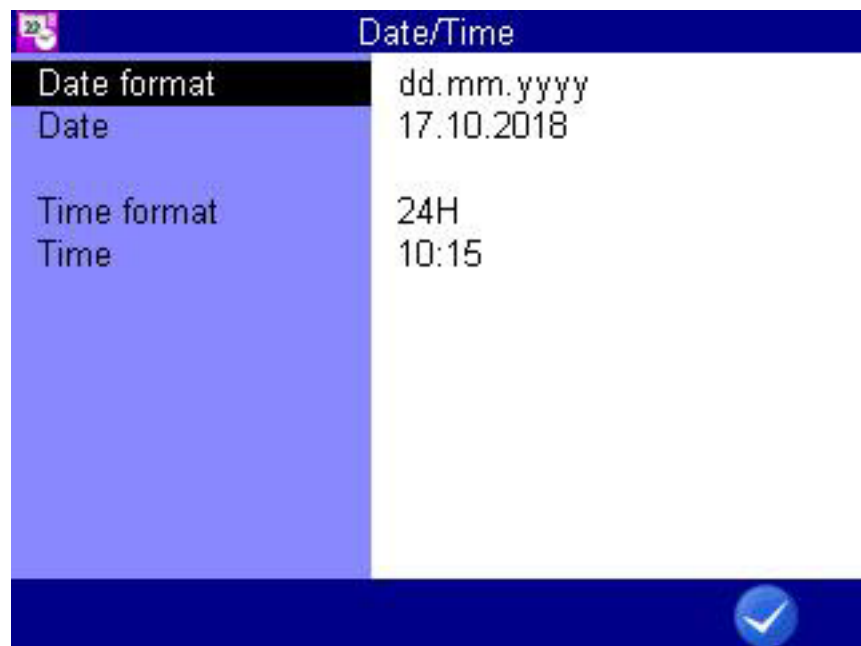 Date/Time
Date format dd.mm.yyyy
Date 17.10.2018
Time format 24H
Time 10:15